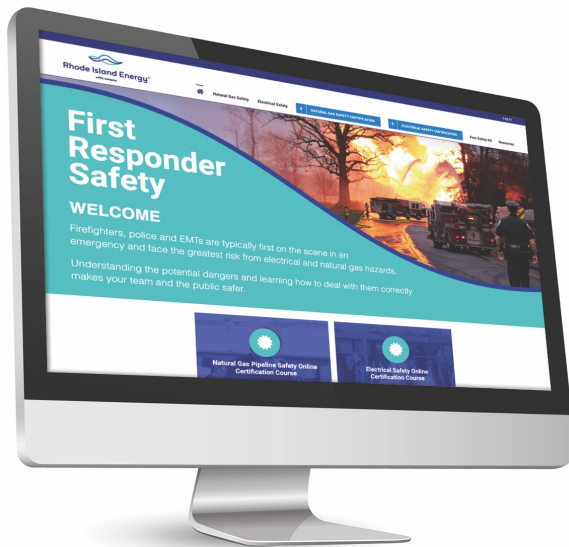 Rhode Island Energy™
a PPL company
Log In
Natural Gas Safety
Electrical Safety
NATURAL GAS SAFETY CERTIFICATION
ELECTRICAL SAFETY CERTIFICATION
Free Safety Kit
Resources
First
Responder
Safety
WELCOME
Firefighters, police and EMTs are typically first on the scene in an
emergency and face the greatest risk from electrical and natural gas hazards.
Understanding the potential dangers and learning how to deal with them correctly
makes your team and the public safer.
Natural Gas Pipeline Safety Online
Certification Course
Electrical Safety Online
Certification Course